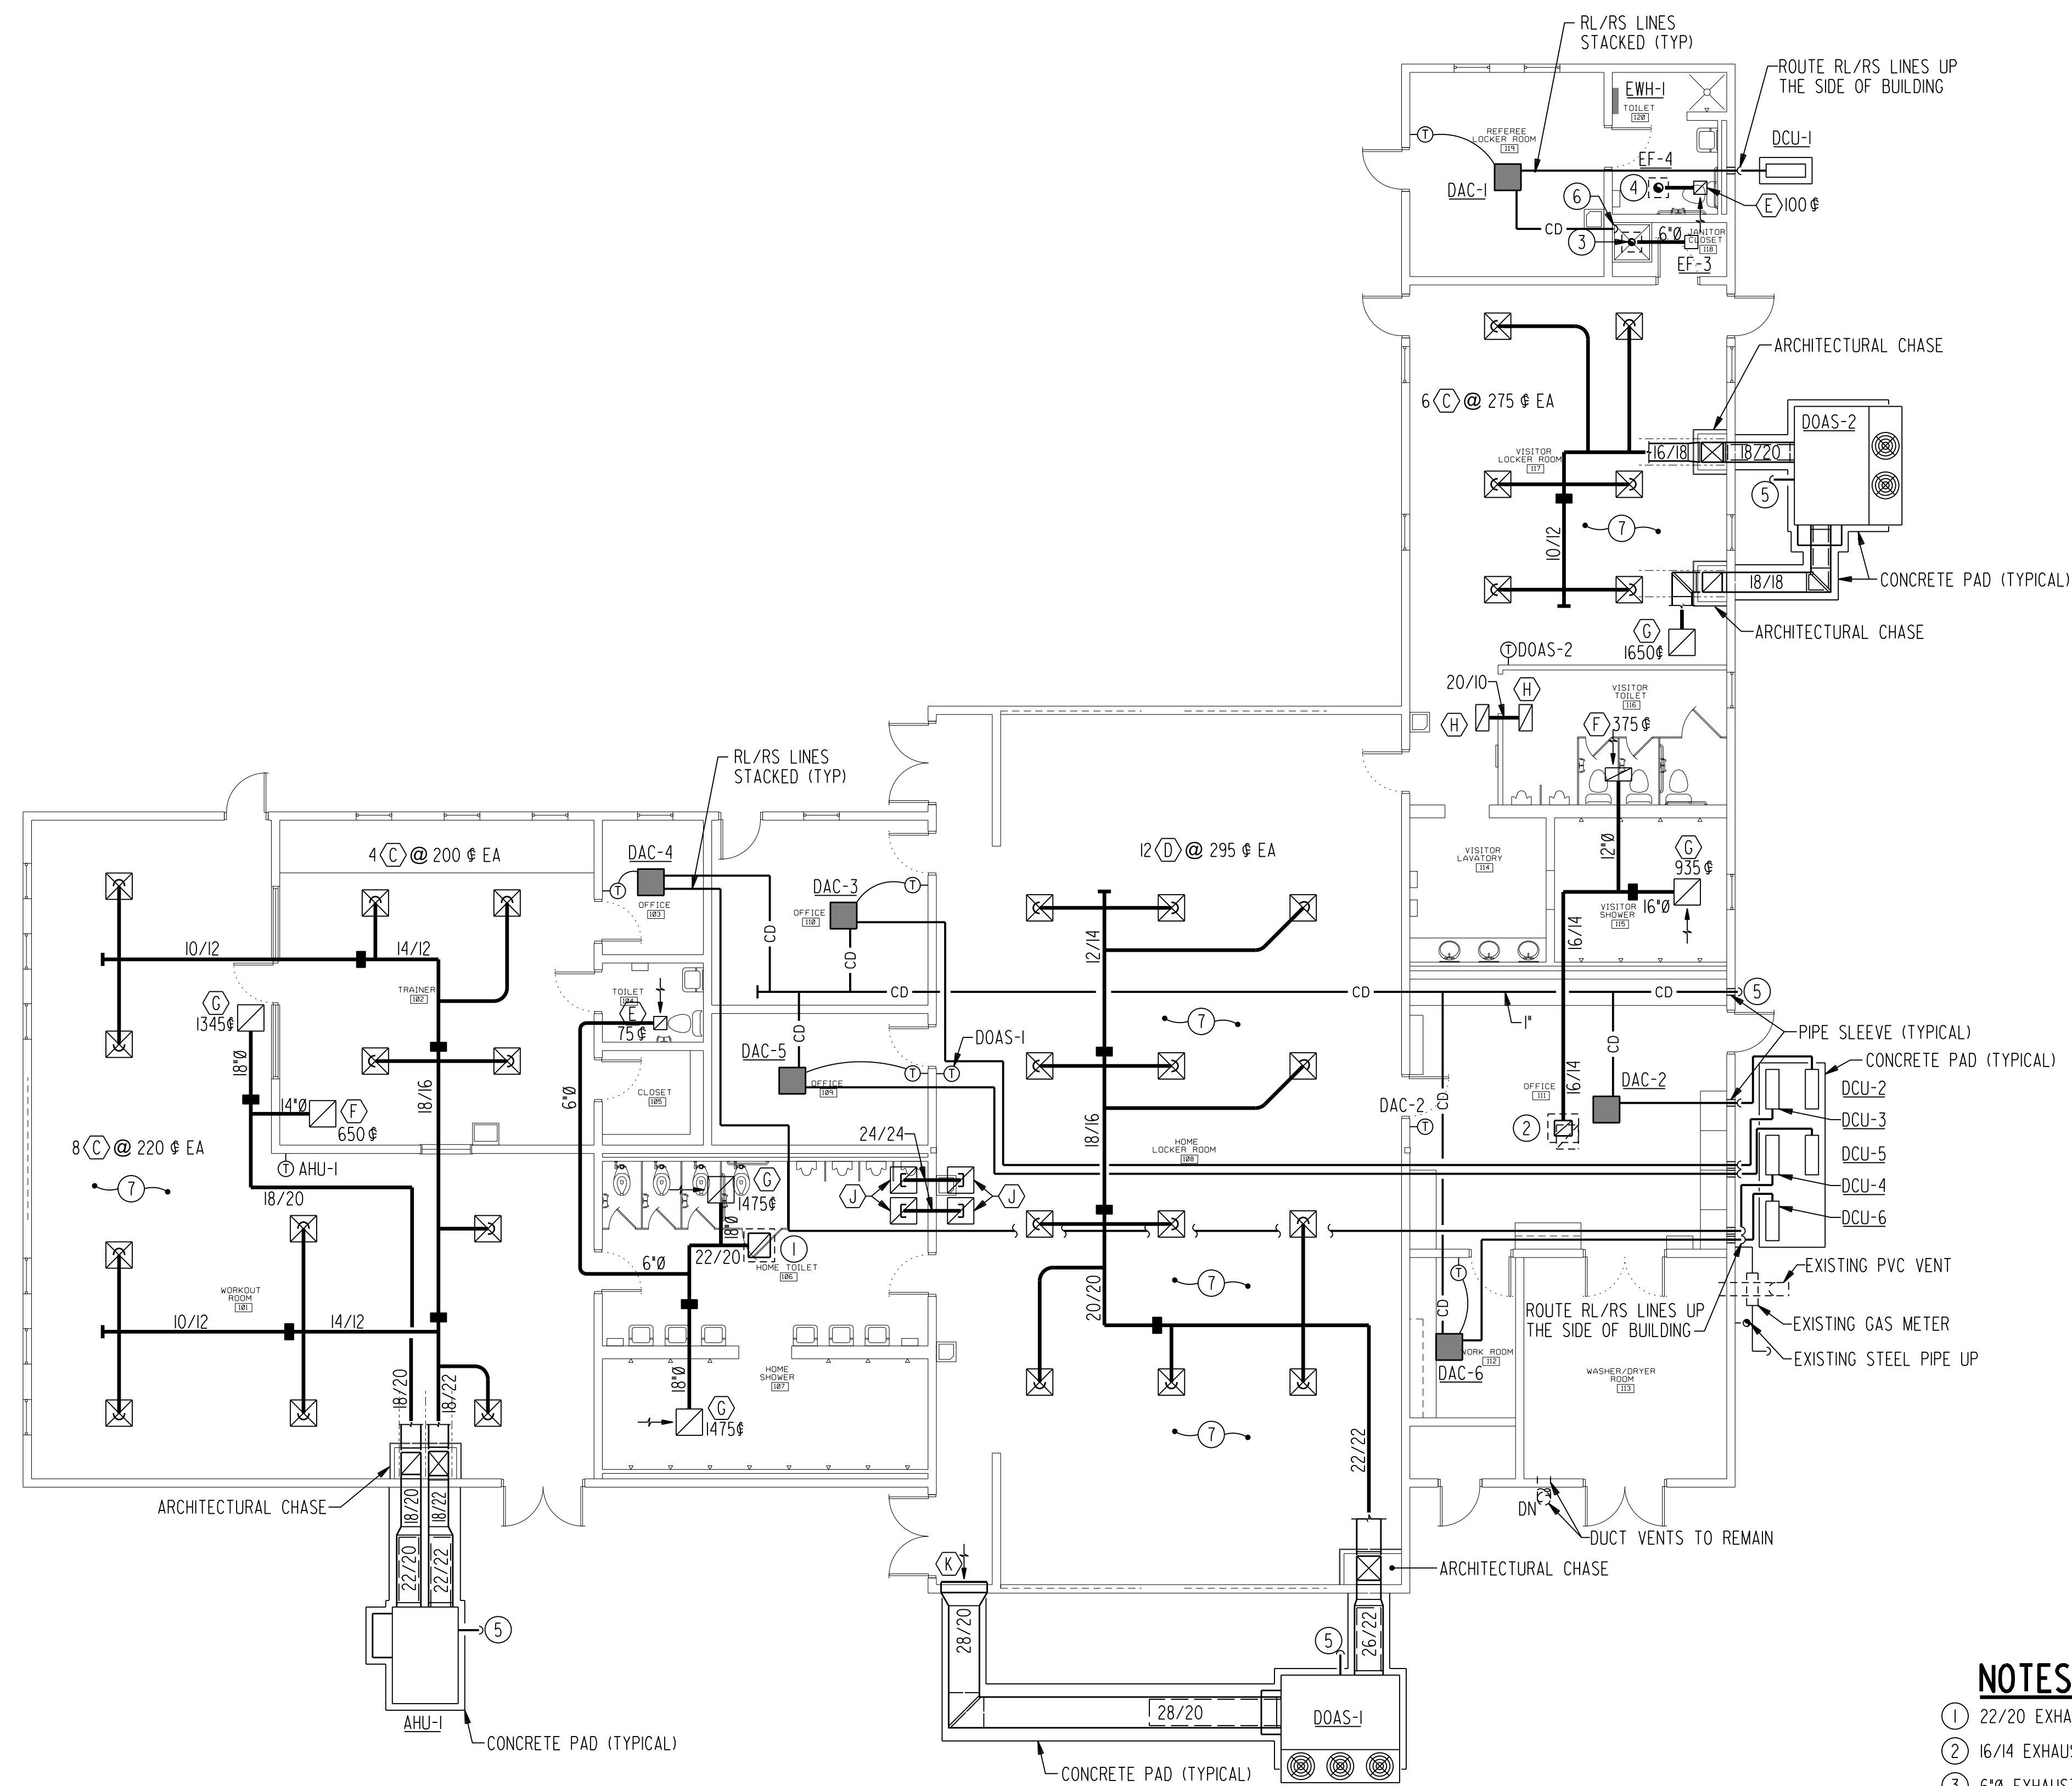 RL/RS LINES
STACKED (TYP)
ROUTE RL/RS LINES UP
THE SIDE OF BUILDING
EWH-1
TOILET
120
REFEREE
LOCKER ROOM
119
DCU-1
EF-4
DAC-1
4
6
E 100 ₵
CD
3
6"Ø
JANITOR
CLOSET
118
EF-3
ARCHITECTURAL CHASE
6 C @ 275 ₵ EA
DOAS-2
VISITOR
LOCKER ROOM
117
16/18
18/20
5
10/12
7
18/18
CONCRETE PAD (TYPICAL)
G
1650₵
ARCHITECTURAL CHASE
T DOAS-2
20/10
H
H
VISITOR
TOILET
116
F 375 ₵
RL/RS LINES
STACKED (TYP)
4 C @ 200 ₵ EA
DAC-4
T
OFFICE
103
DAC-3
T
OFFICE
110
CD
CD
12 D @ 295 ₵ EA
12/14
VISITOR
LAVATORY
114
12"Ø
G
935 ₵
16"Ø
VISITOR
SHOWER
115
16/14
10/12
14/12
TRAINER
102
G
1345₵
18"Ø
14"Ø
F
650 ₵
18/16
TOILET
104
E
75 ₵
6"Ø
CLOSET
105
CD
CD
CD
CD
5
1"
7
DOAS-1
DAC-5
CD
T
T
OFFICE
109
PIPE SLEEVE (TYPICAL)
CONCRETE PAD (TYPICAL)
CD
OFFICE
111
16/14
DAC-2
DAC-2
T
CD
2
DCU-2
DCU-3
DCU-5
DCU-4
DCU-6
18/16
HOME
LOCKER ROOM
108
24/24
J
J
8 C @ 220 ₵ EA
7
T AHU-1
18/20
G
1475₵
18"Ø
22/20
1
HOME TOILET
106
6"Ø
WORKOUT
ROOM
101
10/12
14/12
20/20
7
T
CD
WORK ROOM
112
DAC-6
ROUTE RL/RS LINES UP
THE SIDE OF BUILDING
EXISTING PVC VENT
EXISTING GAS METER
EXISTING STEEL PIPE UP
WASHER/DRYER
ROOM
113
HOME
SHOWER
107
18"Ø
G
1475₵
18/20
18/22
7
22/22
ARCHITECTURAL CHASE
18/20
18/22
22/20
22/22
5
AHU-1
CONCRETE PAD (TYPICAL)
DN
DUCT VENTS TO REMAIN
K
ARCHITECTURAL CHASE
28/20
5
26/22
28/20
DOAS-1
CONCRETE PAD (TYPICAL)
NOTES
1 22/20 EXHA
2 16/14 EXHAUS
3 6"Ø EXHAUST